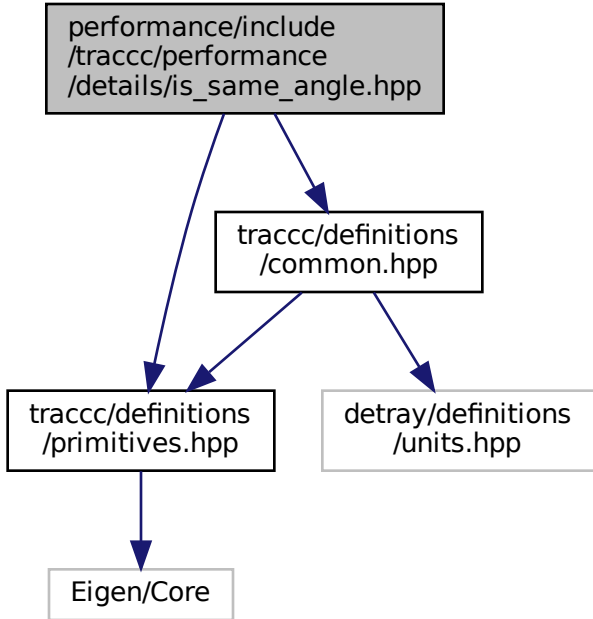 performance/include
/traccc/performance
/details/is_same_angle.hpp
traccc/definitions
/common.hpp
traccc/definitions
/primitives.hpp
detray/definitions
/units.hpp
Eigen/Core